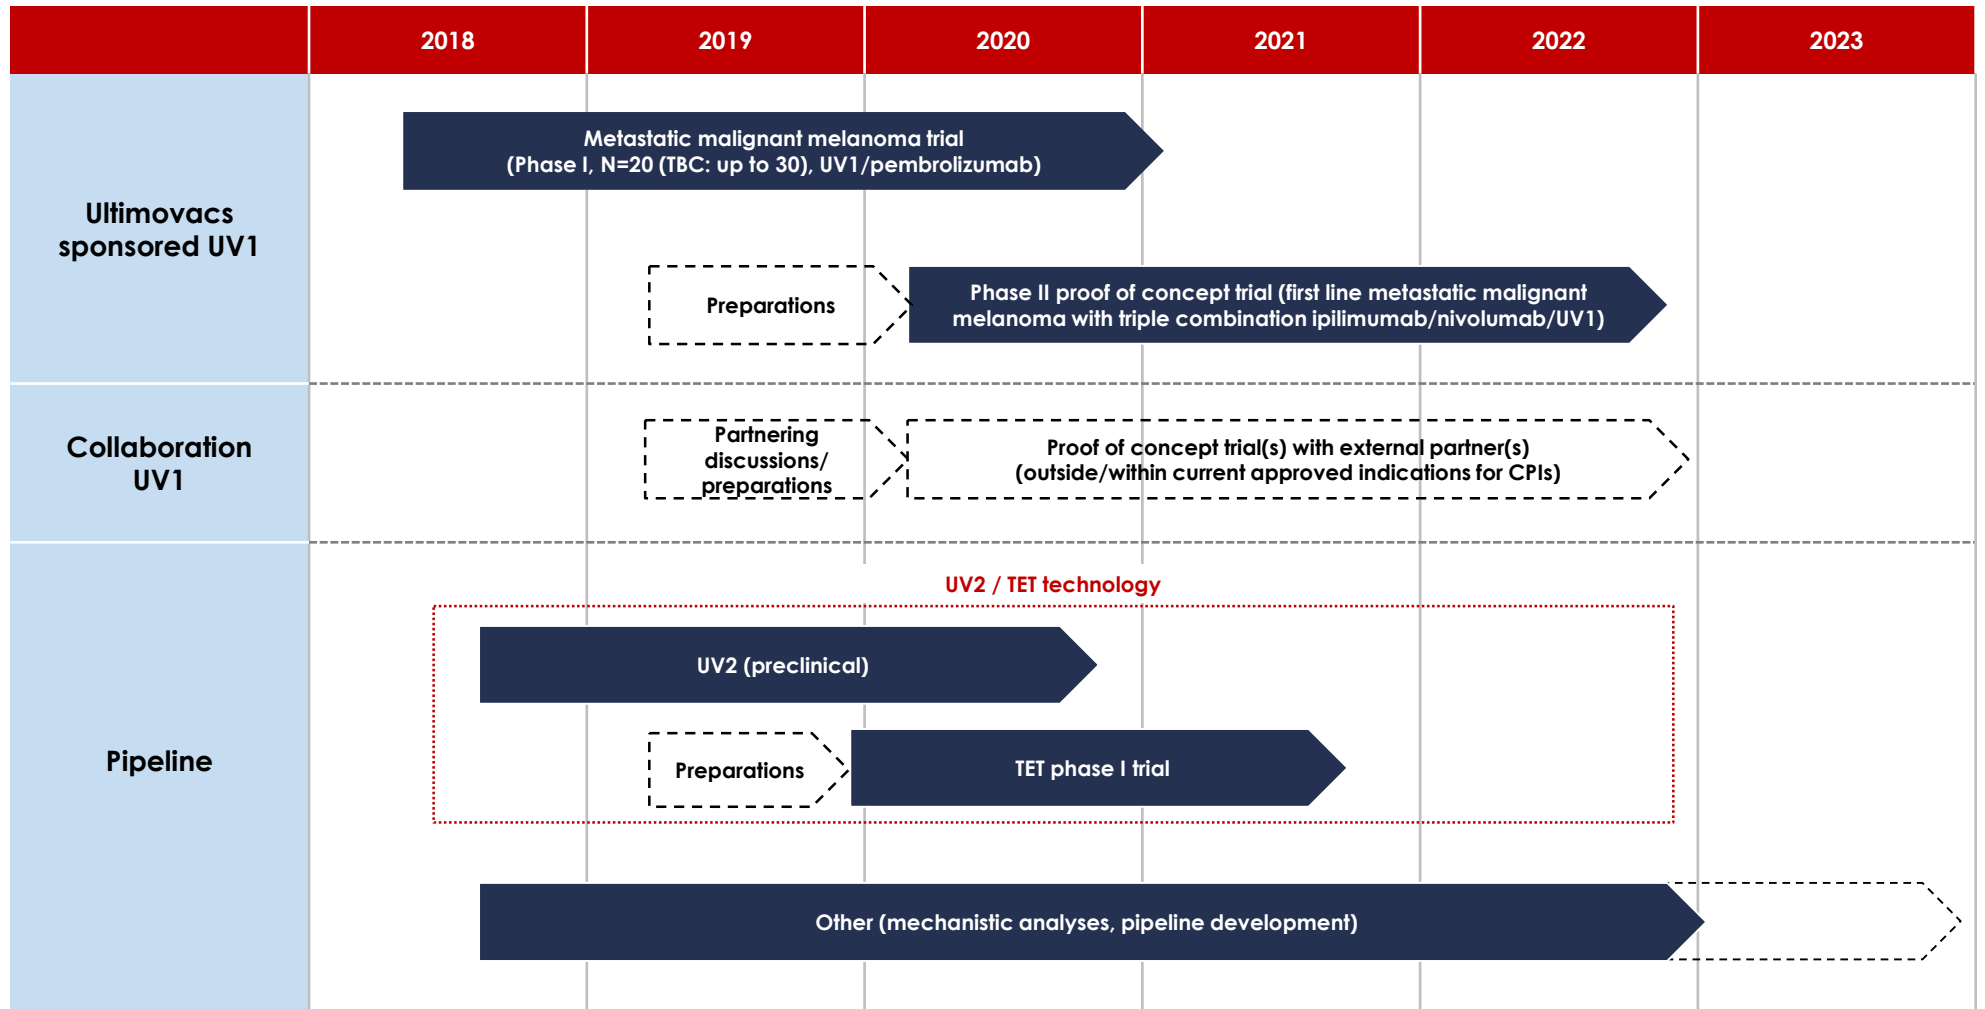 2018
2019
2020
2021
2022
2023
Ultimovacs
sponsored UV1
Metastatic malignant melanoma trial
(Phase I, N=20 (TBC: up to 30), UV1/pembrolizumab)
Preparations
Phase II proof of concept trial (first line metastatic malignant
melanoma with triple combination ipilimumab/nivolumab/UV1)
Collaboration
UV1
Partnering
discussions/
preparations
Proof of concept trial(s) with external partner(s)
(outside/within current approved indications for CPIs)
Pipeline
UV2 / TET technology
UV2 (preclinical)
Preparations
TET phase I trial
Other (mechanistic analyses, pipeline development)